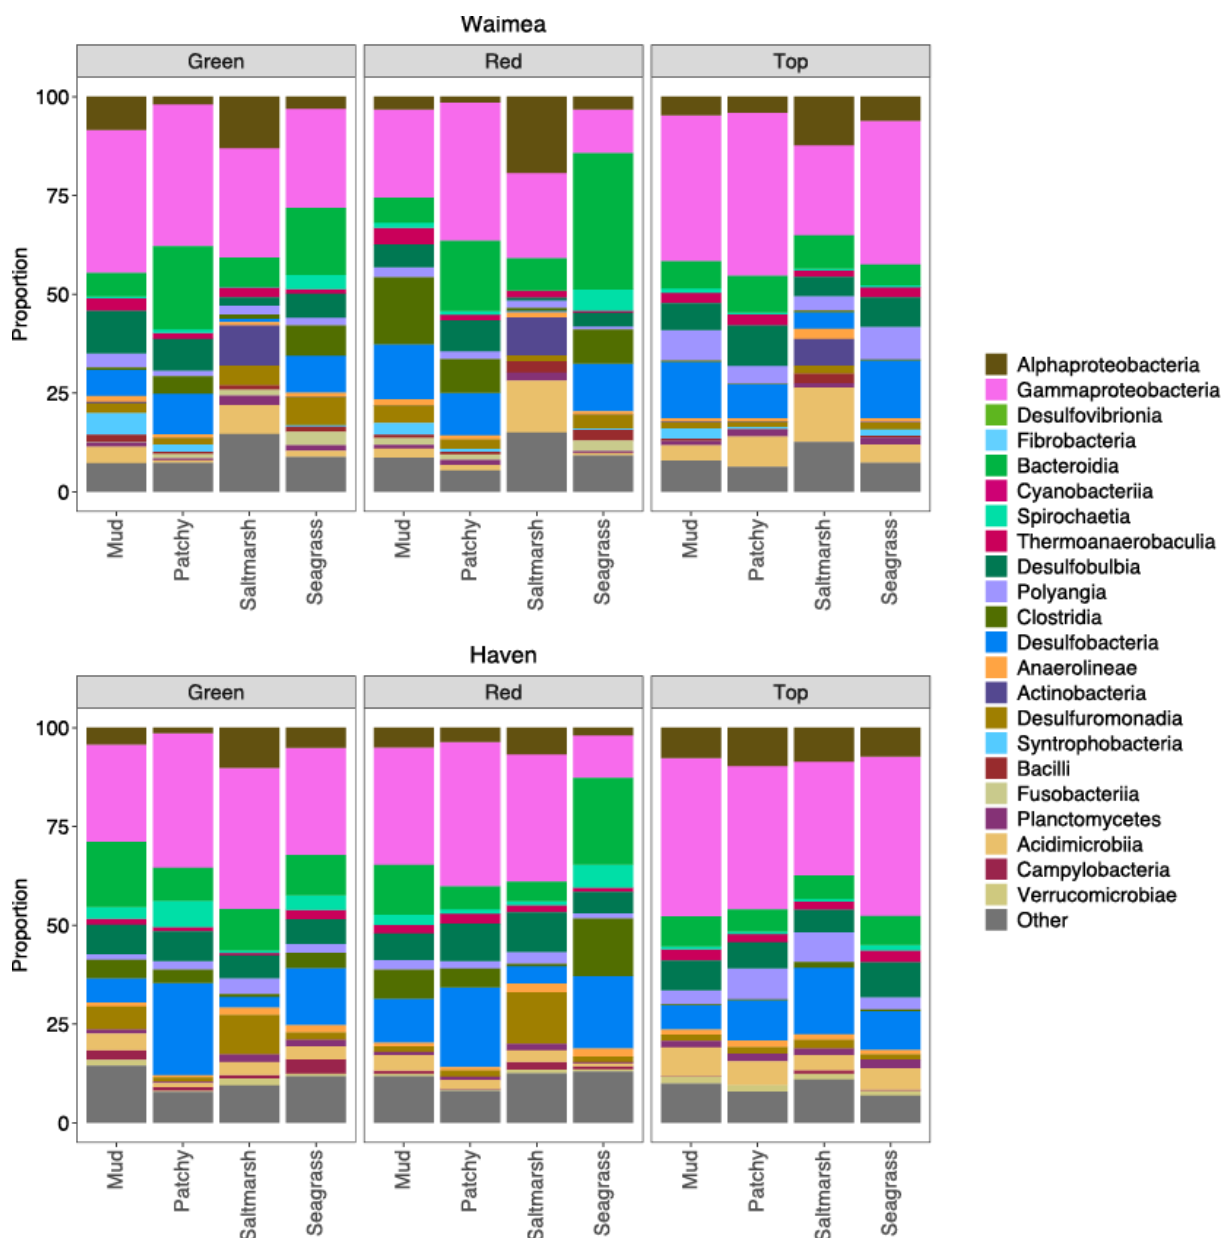 Waimea
Green Red Top
100
75
50
25
0
Proportion
Mud Patchy Saltmarsh Seagrass Mud Patchy Saltmarsh Seagrass Mud Patchy Saltmarsh Seagrass
Haven
Green Red Top
100
75
50
25
0
Proportion
Mud Patchy Saltmarsh Seagrass Mud Patchy Saltmarsh Seagrass Mud Patchy Saltmarsh Seagrass
Alphaproteobacteria
Gammaproteobacteria
Desulfovibrionia
Fibrobacteria
Bacteroidia
Cyanobacteriia
Spirochaetia
Thermoanaerobaculia
Desulfobulbia
Polyangia
Clostridia
Desulfobacteria
Anaerolineae
Actinobacteria
Desulfuromonadia
Syntrophobacteria
Bacilli
Fusobacteriia
Planctomycetes
Acidimicrobiia
Campylobacteria
Verrucomicrobiae
Other